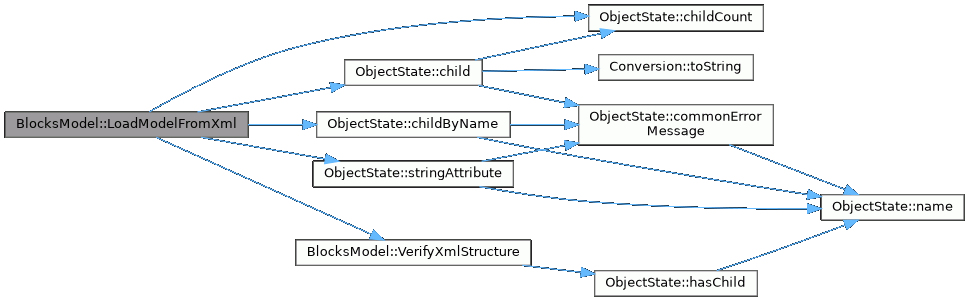 ObjectState::childCount
ObjectState::child
Conversion::toString
BlocksModel::LoadModelFromXml
ObjectState::childByName
ObjectState::commonError
Message
ObjectState::stringAttribute
ObjectState::name
BlocksModel::VerifyXmlStructure
ObjectState::hasChild